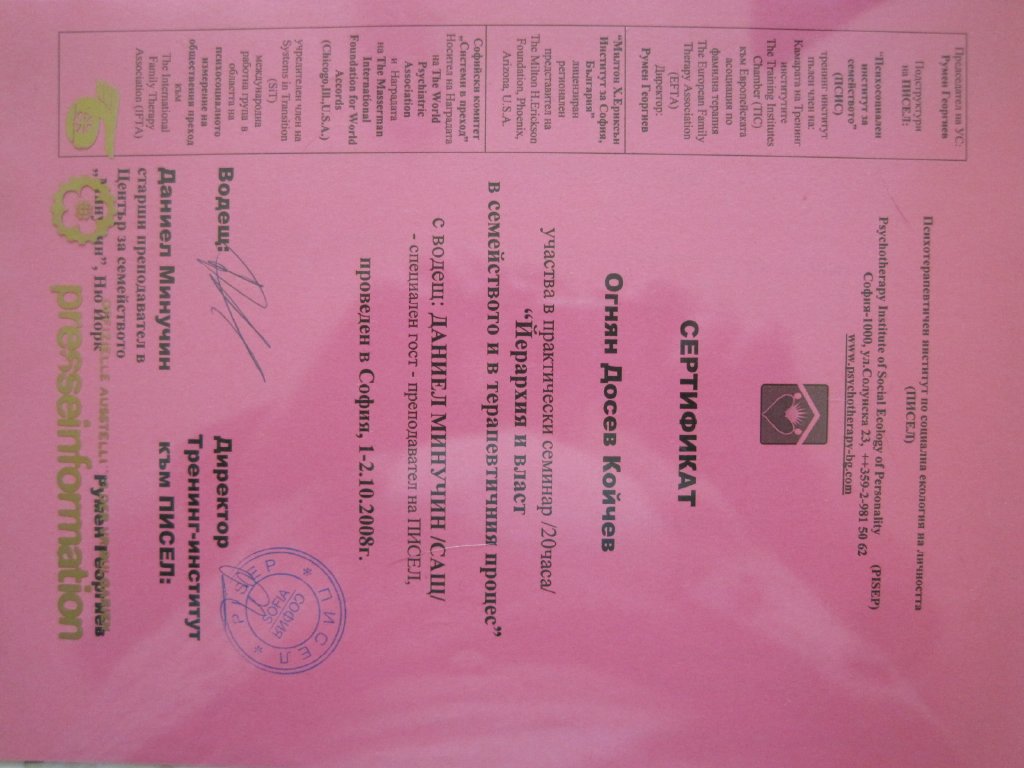 Психотерапевтичен институт по социална екология на личността
(ПИСЕЛ)
Psychotherapy Institute of Social Ecology of Personality (PISEP)
София-1000, ул.Солунска 23, ++359-2-981 50 62
www.psychotherapy-bg.com
СЕРТИФИКАТ
Огнян Досев Койчев
участва в практически семинар /20часа/
“Йерархия и власт
в семейството и в терапевтичния процес”
с водещ: ДАНИЕЛ МИНУЧИН /САЩ/
- специален гост - преподавател на ПИСЕЛ,
проведен в София, 1-2.10.2008г.
Водещ:
Даниел Минучин
старши преподавател в
Център за семейството
„Минучин”, Ню Йорк
Директор
Тренинг-институт
към ПИСЕЛ:
Румен Георгиев
* ПИСЕЛ * PISEP
SOFIA
СОФИЯ
Председател на УС:
Румен Георгиев
Подструктури
на ПИСЕЛ:
“Психосоциален
институт за
семейството”
(ПСИСО)
тренинг институт
пълен член на:
Камарата на Тренинг
Институтите
The Training Institutes
Chamber (TIC)
към Европейската
асоциация по
фамилна терапия
The European Family
Therapy Association
(EFTA)
Директор:
Румен Георгиев
“Милтон Х.Ериксън
Институт за София,
България”
лицензиран
регионален
представител на
The Milton H.Erickson
Foundation, Phoenix,
Arizona, U.S.A.
Софийски комитет
„Системи в преход”
Носител на Наградата
на The World
Psychiatric
Association
и Наградата
на The Masserman
International
Foundation for World
Accords
(Chicago,Ill.,U.S.A.)
учредителен член на
Systems in Transition
(SIT)
международна
работна група в
областта на
психосоциалното
измерение на
обществения преход
към
The International
Family Therapy
Association (IFTA)
presseinformation